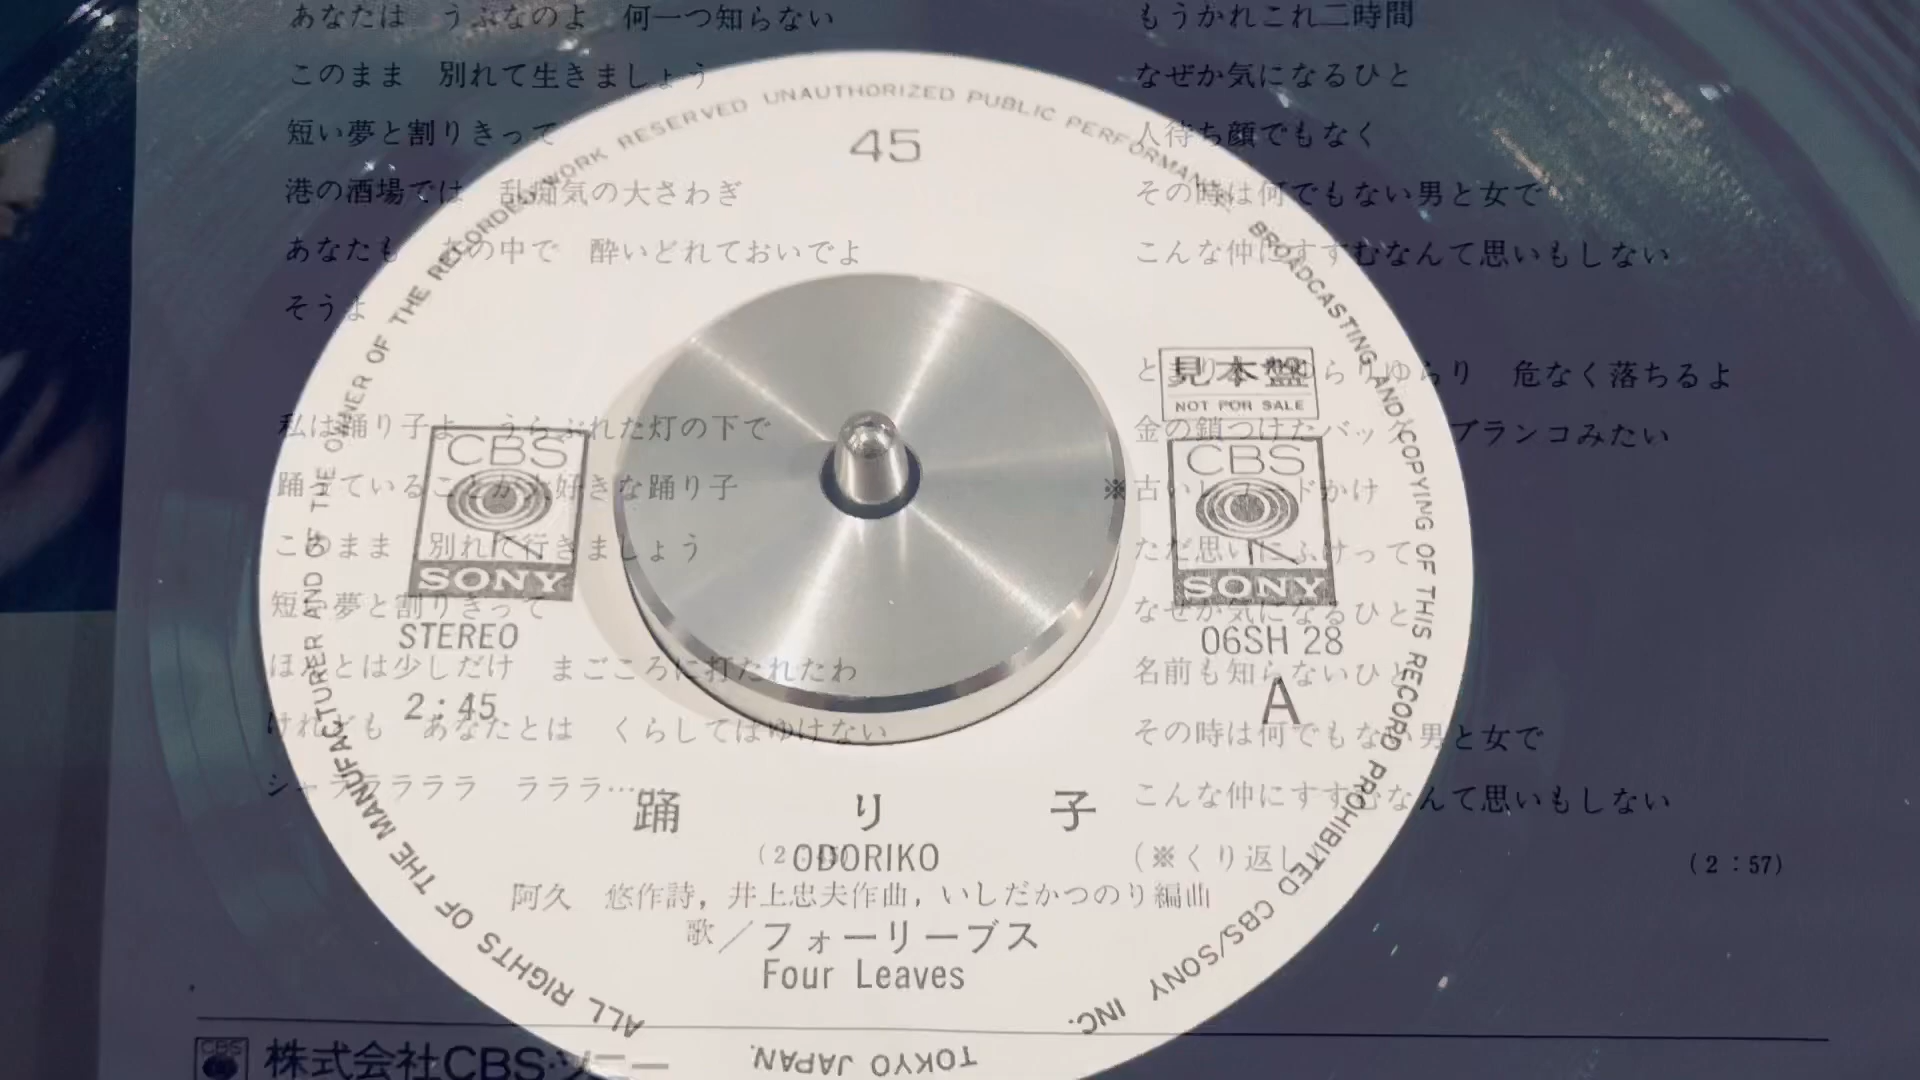 あなたは　うぶなのよ　何一つ知らない
このまま　別れて生きましょう
短い夢と割りきって
港の酒場では　乱痴気の大さわぎ
あなたも　あの中で　酔いどれておいでよ
そうよ
私は踊り子よ　うらぶれた灯の下で
踊っていることが大好きな踊り子
このまま　別れて行きましょう
短い夢と割りきって
ほんとは少しだけ　まごころに打たれたわ
けれども　あなたとは　くらしてはゆけない
シャラララララ　ラララ…
もうかれこれ二時間
なぜか気になるひと
人待ち顔でもなく
その時は何でもない男と女で
こんな仲にすすむなんて思いもしない
とまり木ゆらりゆらり　危なく落ちるよ
金の鎖つけたバッグ　ブランコみたい
※古いレコードかけ
ただ思いにふけって
なぜか気になるひと
名前も知らないひと
その時は何でもない男と女で
こんな仲にすすむなんて思いもしない
(※くり返し)
(2:57)
株式会社CBS・ソニー
ALL RIGHTS OF THE MANUFACTURER AND OF THE OWNER OF THE RECORDED WORK RESERVED UNAUTHORIZED PUBLIC PERFORMANCE BROADCASTING AND COPYING OF THIS RECORD PROHIBITED CBS/SONY INC.
TOKYO JAPAN.
45
見本盤
NOT FOR SALE
CBS
SONY
STEREO
2:45
CBS
SONY
06SH 28
A
踊り子
ODORIKO
阿久　悠作詩, 井上忠夫作曲, いしだかつのり編曲
歌／フォーリーブス
Four Leaves